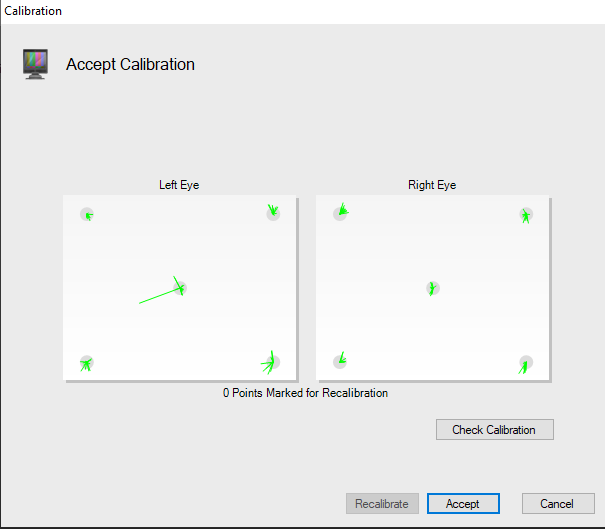 Calibration
Accept Calibration
Left Eye
Right Eye
0 Points Marked for Recalibration
Check Calibration
Recalibrate
Accept
Cancel